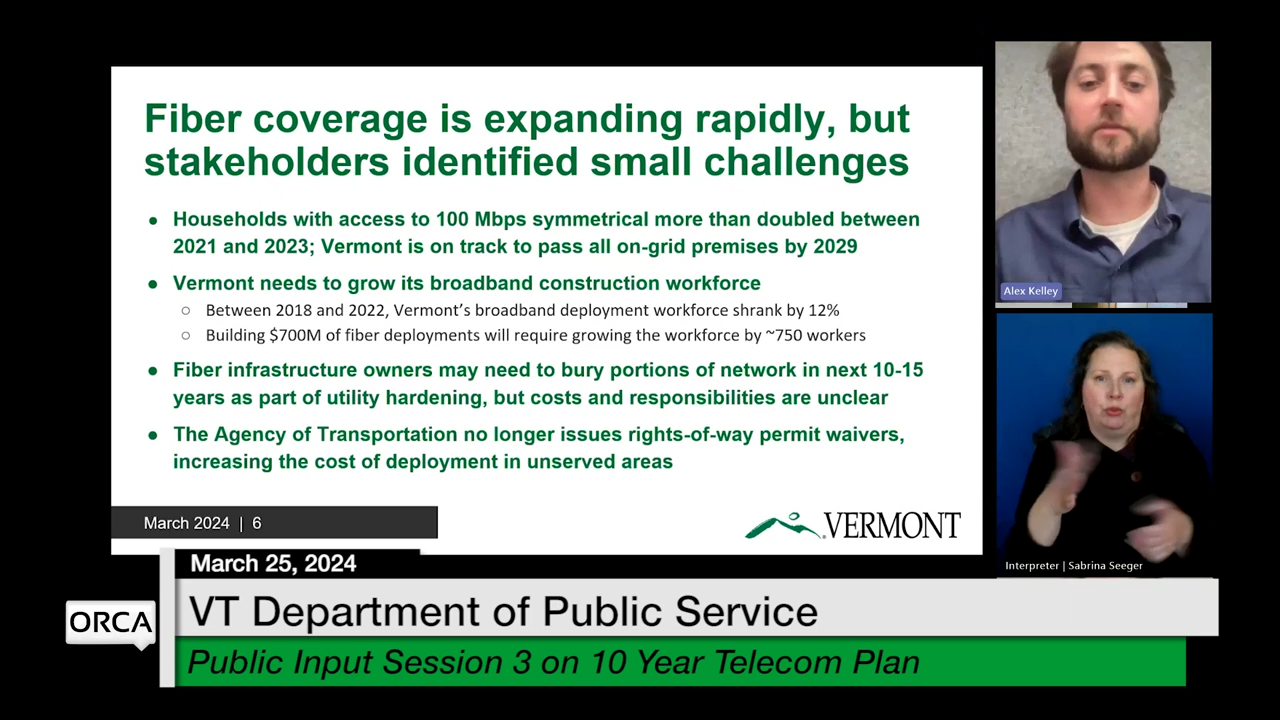 Fiber coverage is expanding rapidly, but
stakeholders identified small challenges
● Households with access to 100 Mbps symmetrical more than doubled between
2021 and 2023; Vermont is on track to pass all on-grid premises by 2029
● Vermont needs to grow its broadband construction workforce
○ Between 2018 and 2022, Vermont's broadband deployment workforce shrank by 12%
○ Building $700M of fiber deployments will require growing the workforce by ~750 workers
● Fiber infrastructure owners may need to bury portions of network in next 10-15
years as part of utility hardening, but costs and responsibilities are unclear
● The Agency of Transportation no longer issues rights-of-way permit waivers,
increasing the cost of deployment in unserved areas
March 2024 | 6
VERMONT
Alex Kelley
Interpreter | Sabrina Seeger
March 25, 2024
ORCA
VT Department of Public Service
Public Input Session 3 on 10 Year Telecom Plan